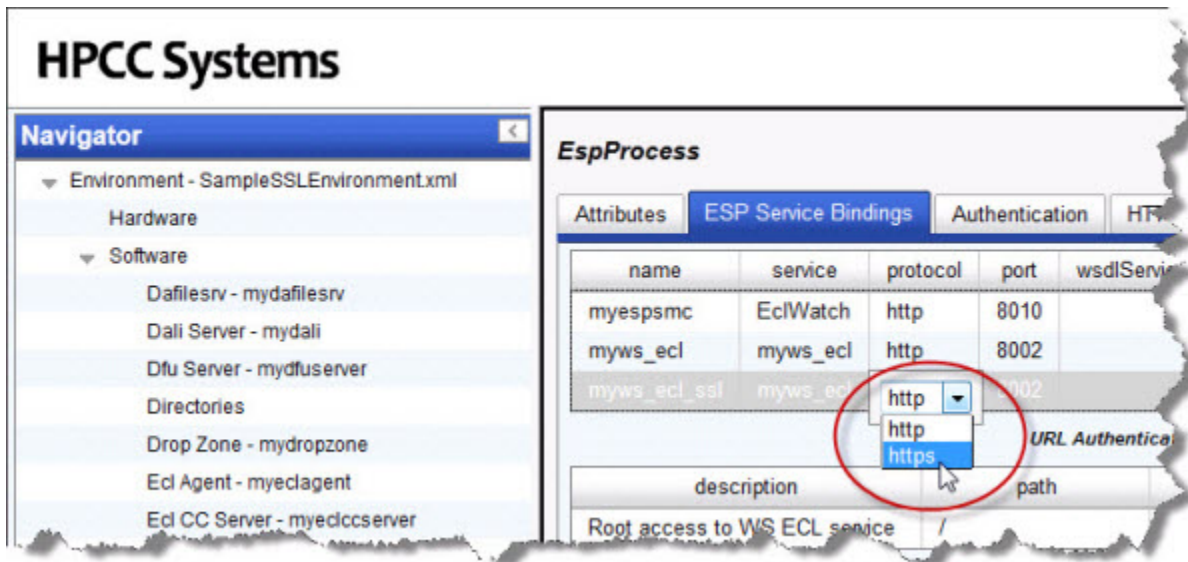 HPCC Systems
Navigator
Environment - SampleSSLEnvironment.xml
Hardware
Software
Dafilesrv - mydafilesrv
Dali Server - mydali
Dfu Server - mydfuserver
Directories
Drop Zone - mydropzone
Ecl Agent - myeclagent
Ecl CC Server - myeclccserver
EspProcess
Attributes ESP Service Bindings Authentication
name service protocol port
myespsmc EclWatch http 8010
myws_ecl myws_ecl http 8002
myws_ecl_ssl myws_ecl http
http
https
URL
description path
Root access to WS ECL service /